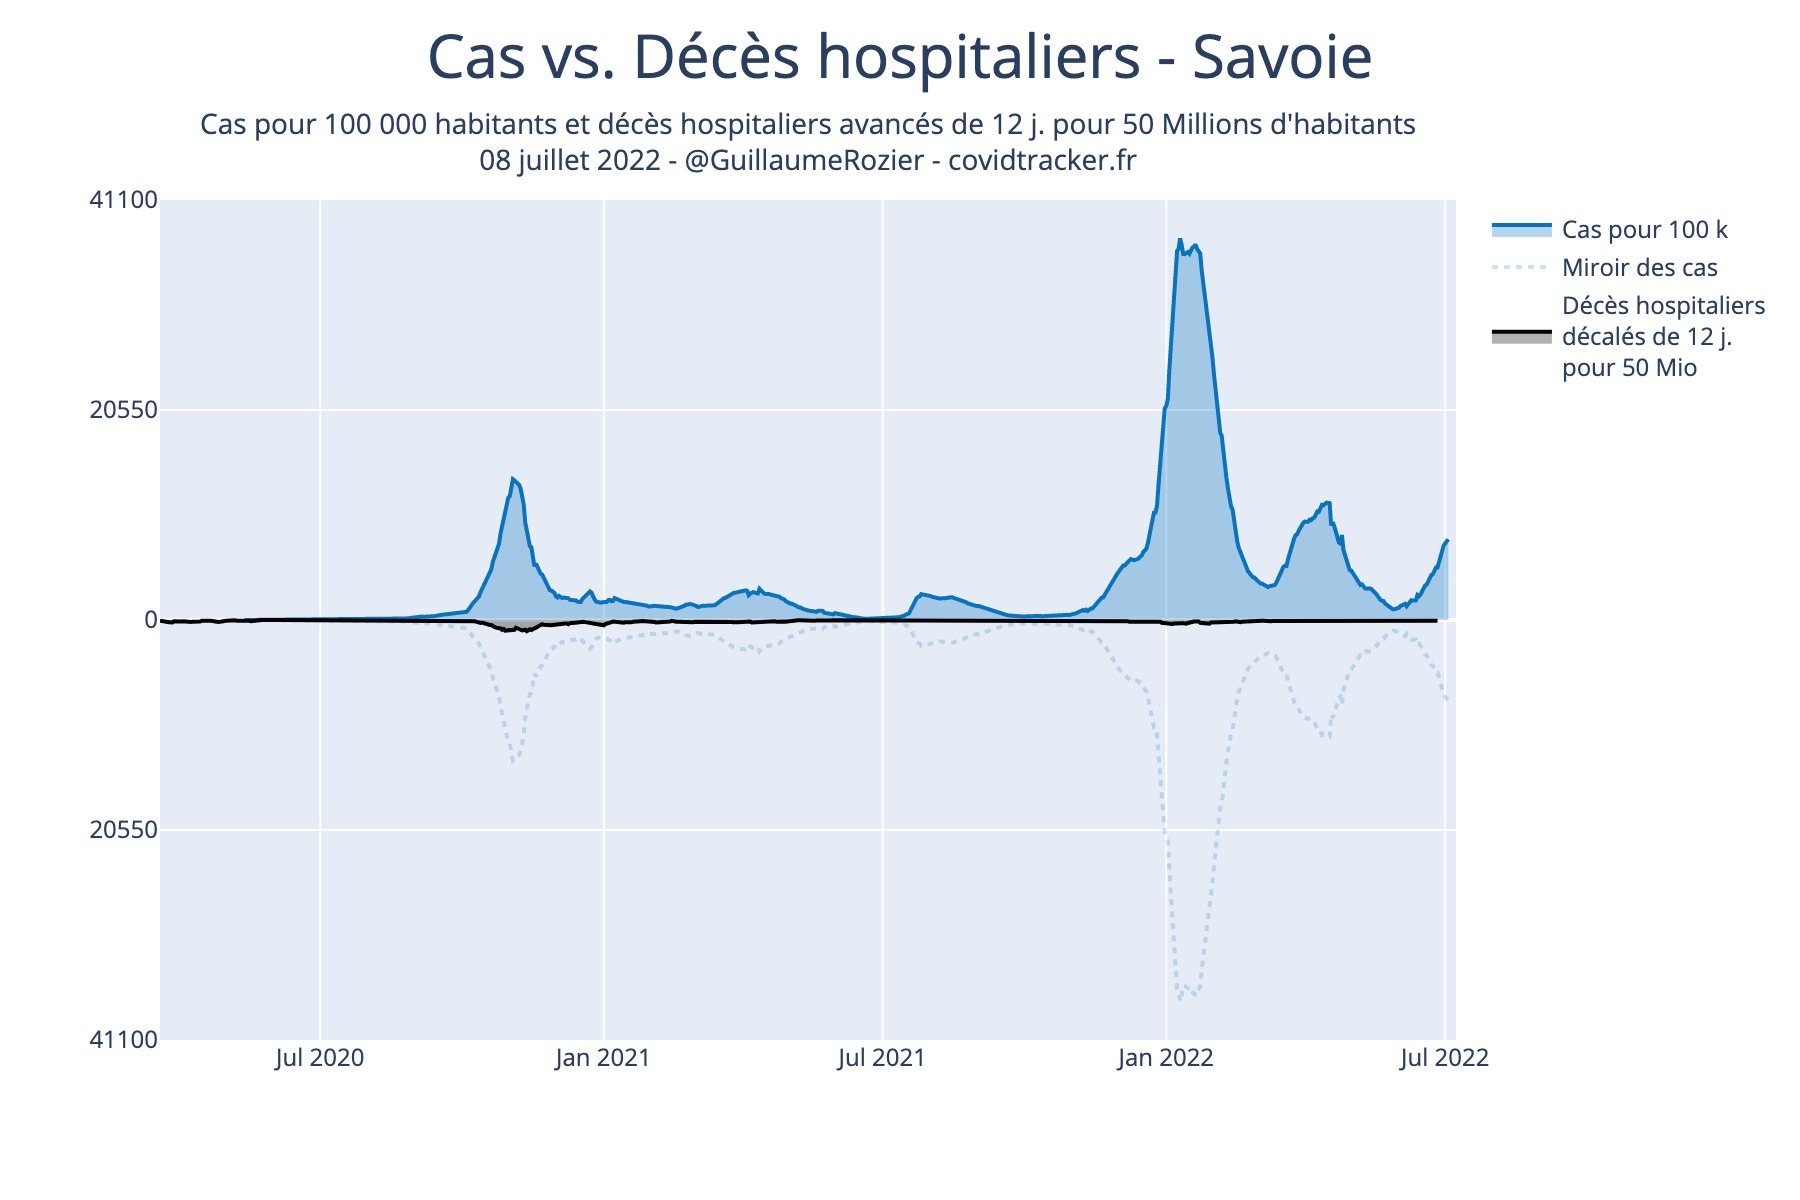 Cas vs. Décès hospitaliers - Savoie
Cas pour 100 000 habitants et décès hospitaliers avancés de 12 j. pour 50 Millions d'habitants
08 juillet 2022 - @GuillaumeRozier - covidtracker.fr
41100
20550
0
20550
41100
Jul 2020
Jan 2021
Jul 2021
Jan 2022
Jul 2022
Cas pour 100 k
Miroir des cas
Décès hospitaliers
décalés de 12 j.
pour 50 Mio